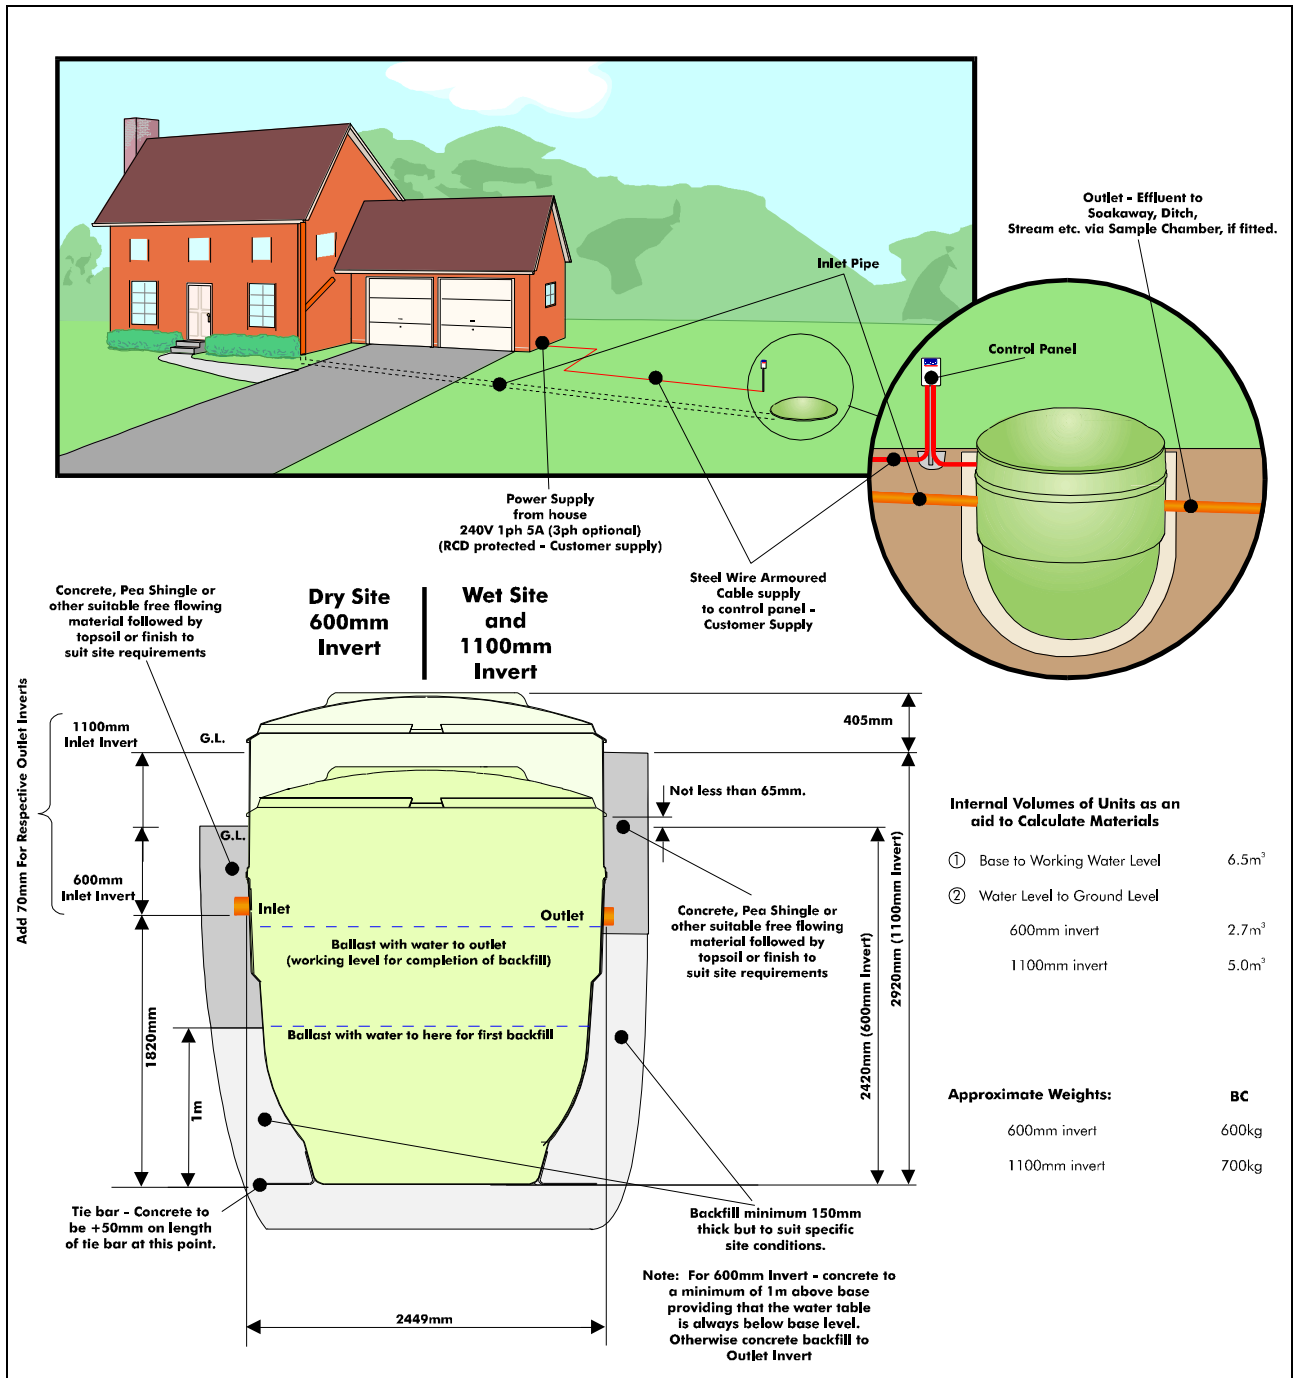 Outlet - Effluent to
Soakaway, Ditch,
Stream etc. via Sample Chamber, if fitted.
Inlet Pipe
Control Panel
Power Supply
from house
240V 1ph 5A (3ph optional)
(RCD protected - Customer supply)
Steel Wire Armoured
Cable supply
to control panel -
Customer Supply
Concrete, Pea Shingle or
other suitable free flowing
material followed by
topsoil or finish to
suit site requirements
Dry Site
600mm
Invert
Wet Site
and
1100mm
Invert
Add 70mm For Respective Outlet Inverts
1100mm
Inlet Invert
G.L.
600mm
Inlet Invert
G.L.
405mm
Not less than 65mm.
Inlet
Outlet
Ballast with water to outlet
(working level for completion of backfill)
Ballast with water to here for first backfill
Concrete, Pea Shingle or
other suitable free flowing
material followed by
topsoil or finish to
suit site requirements
1820mm
1m
2420mm (600mm Invert)
2920mm (1100mm Invert)
Tie bar - Concrete to
be +50mm on length
of tie bar at this point.
Backfill minimum 150mm
thick but to suit specific
site conditions.
Note: For 600mm Invert - concrete to
a minimum of 1m above base
providing that the water table
is always below base level.
Otherwise concrete backfill to
Outlet Invert
2449mm
Internal Volumes of Units as an
aid to Calculate Materials
① Base to Working Water Level 6.5m³
② Water Level to Ground Level
600mm invert 2.7m³
1100mm invert 5.0m³
Approximate Weights: BC
600mm invert 600kg
1100mm invert 700kg